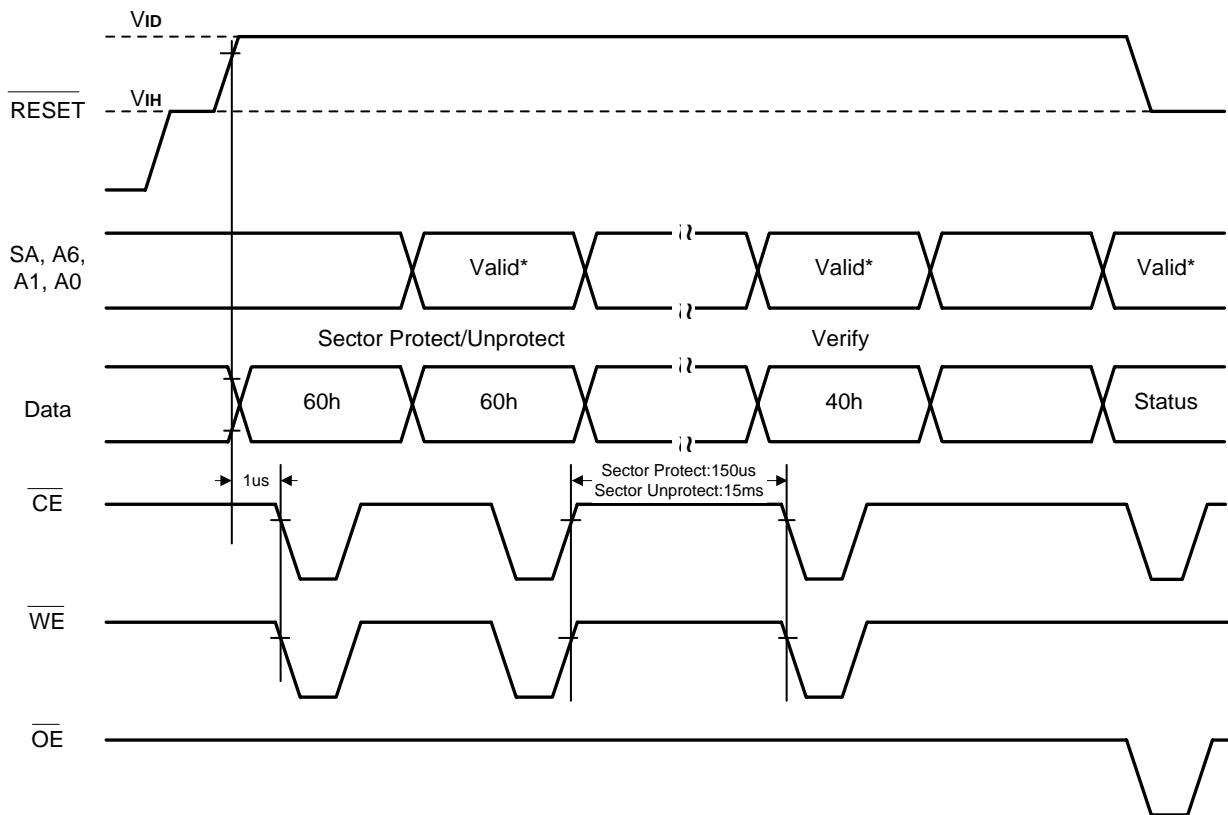 VID
VIH
RESET
SA, A6,
A1, A0
Valid*
Valid*
Valid*
Sector Protect/Unprotect
Verify
Data
60h
60h
40h
Status
1us
Sector Protect:150us
Sector Unprotect:15ms
CE
WE
OE